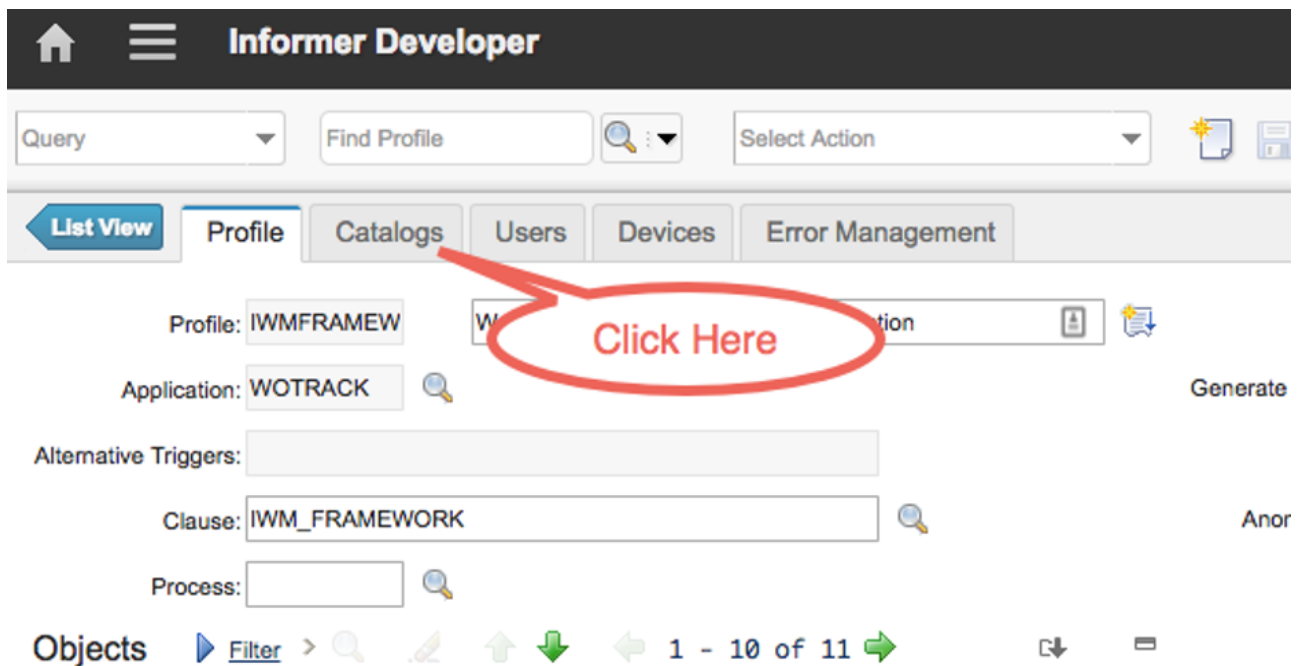 Informer Developer
Query Find Profile Select Action
List View Profile Catalogs Users Devices Error Management
Profile: IWMFRAMEW W tion
Click Here
Application: WOTRACK Generate
Alternative Triggers:
Clause: IWM_FRAMEWORK
Process:
Objects Filter > 1 - 10 of 11